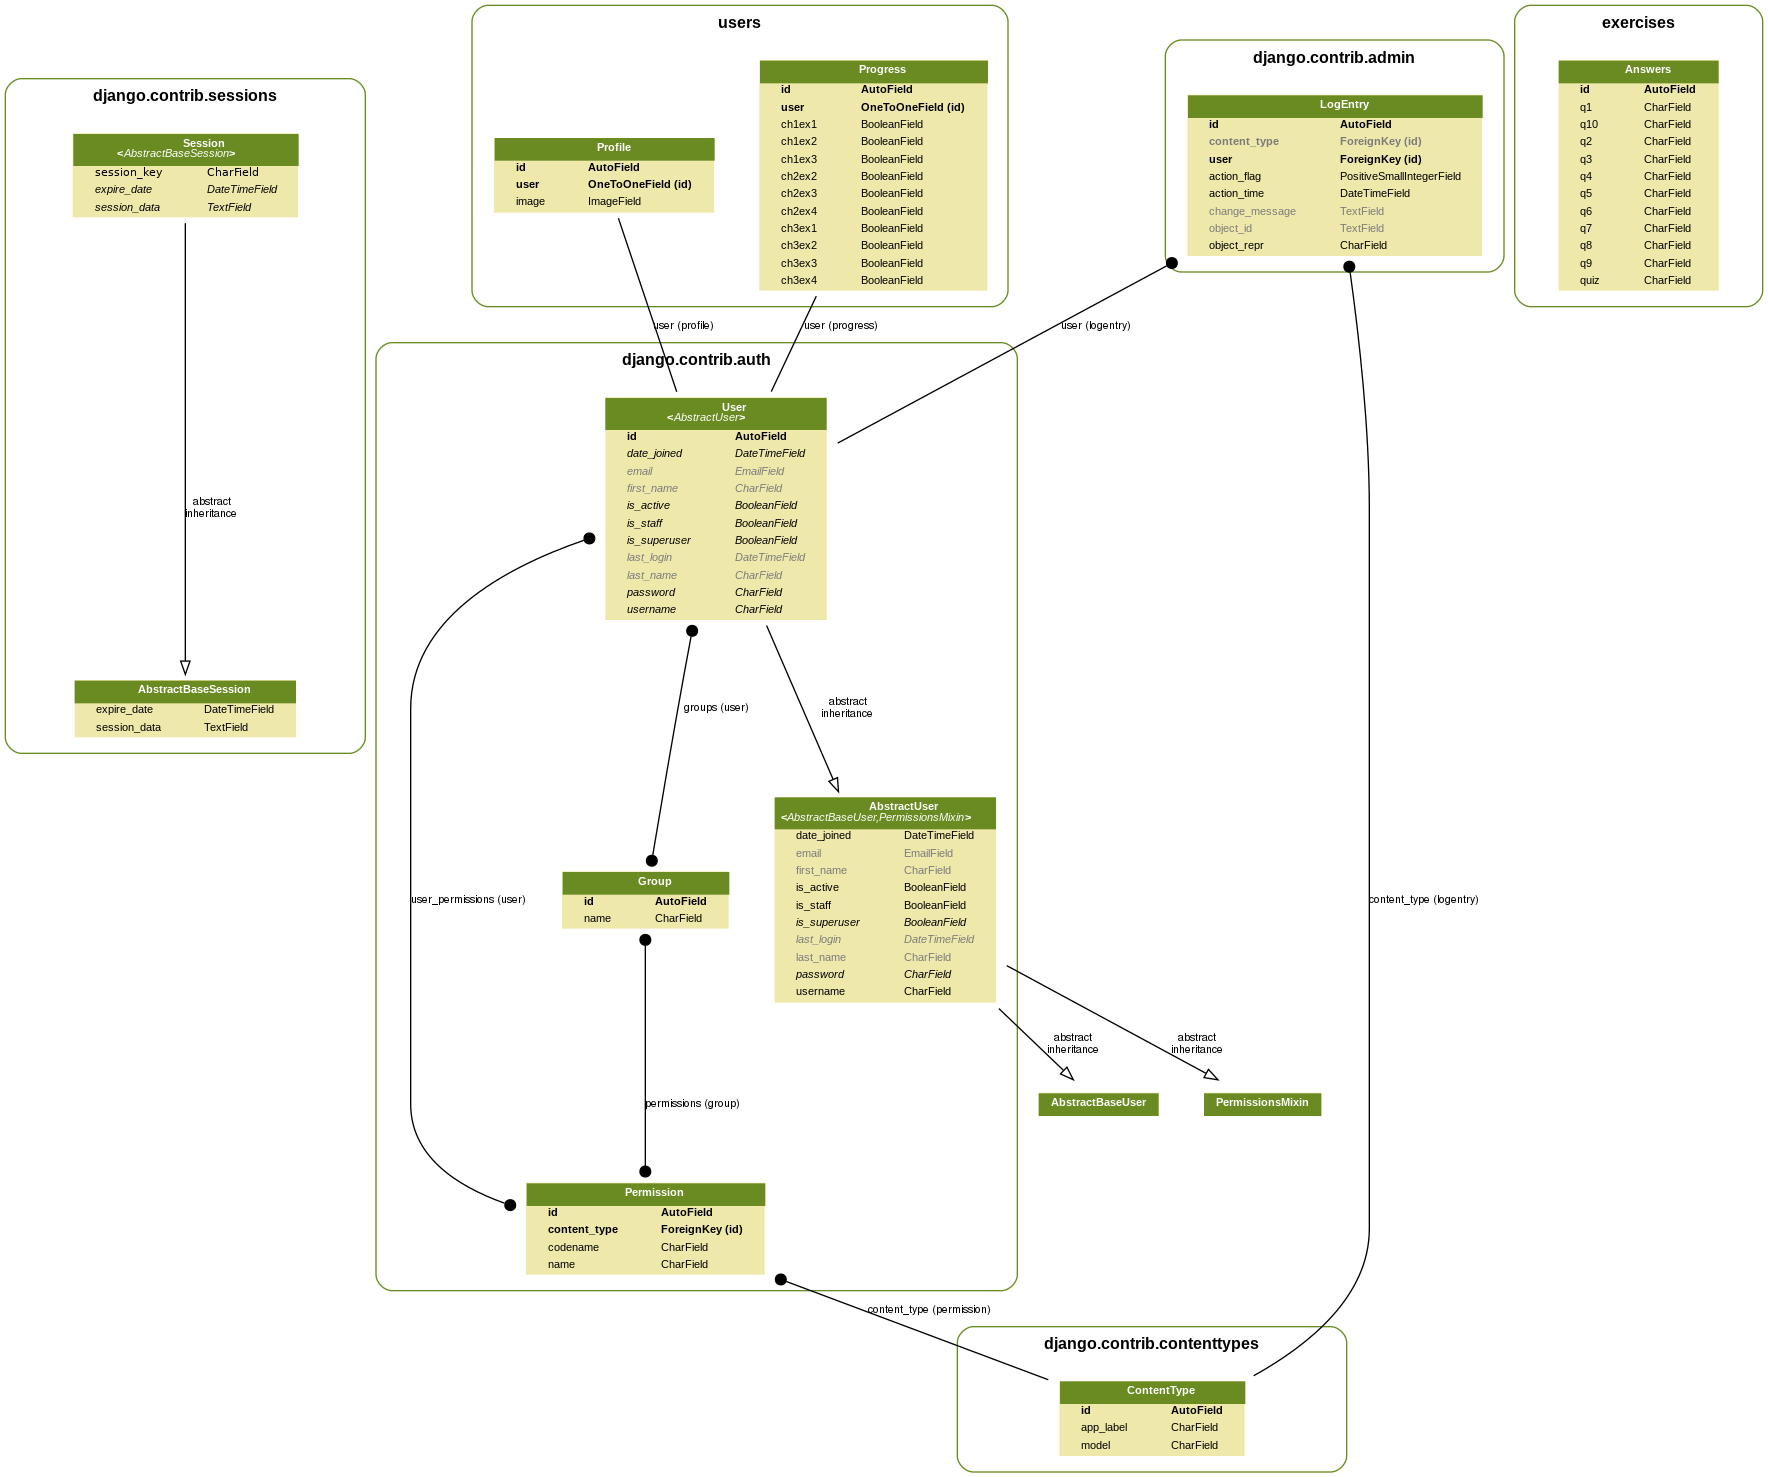 users
Progress
id AutoField
user OneToOneField (id)
ch1ex1 BooleanField
ch1ex2 BooleanField
ch1ex3 BooleanField
ch2ex2 BooleanField
ch2ex3 BooleanField
ch2ex4 BooleanField
ch3ex1 BooleanField
ch3ex2 BooleanField
ch3ex3 BooleanField
ch3ex4 BooleanField
Profile
id AutoField
user OneToOneField (id)
image ImageField
exercises
Answers
id AutoField
q1 CharField
q10 CharField
q2 CharField
q3 CharField
q4 CharField
q5 CharField
q6 CharField
q7 CharField
q8 CharField
q9 CharField
quiz CharField
django.contrib.admin
LogEntry
id AutoField
content_type ForeignKey (id)
user ForeignKey (id)
action_flag PositiveSmallIntegerField
action_time DateTimeField
change_message TextField
object_id TextField
object_repr CharField
django.contrib.sessions
Session
<AbstractBaseSession>
session_key CharField
expire_date DateTimeField
session_data TextField
abstract
inheritance
AbstractBaseSession
expire_date DateTimeField
session_data TextField
user (profile)
user (progress)
user (logentry)
django.contrib.auth
User
<AbstractUser>
id AutoField
date_joined DateTimeField
email EmailField
first_name CharField
is_active BooleanField
is_staff BooleanField
is_superuser BooleanField
last_login DateTimeField
last_name CharField
password CharField
username CharField
groups (user)
abstract
inheritance
AbstractUser
<AbstractBaseUser,PermissionsMixin>
date_joined DateTimeField
email EmailField
first_name CharField
is_active BooleanField
is_staff BooleanField
is_superuser BooleanField
last_login DateTimeField
last_name CharField
password CharField
username CharField
Group
id AutoField
name CharField
user_permissions (user)
content_type (logentry)
abstract
inheritance
abstract
inheritance
AbstractBaseUser
PermissionsMixin
permissions (group)
Permission
id AutoField
content_type ForeignKey (id)
codename CharField
name CharField
content_type (permission)
django.contrib.contenttypes
ContentType
id AutoField
app_label CharField
model CharField